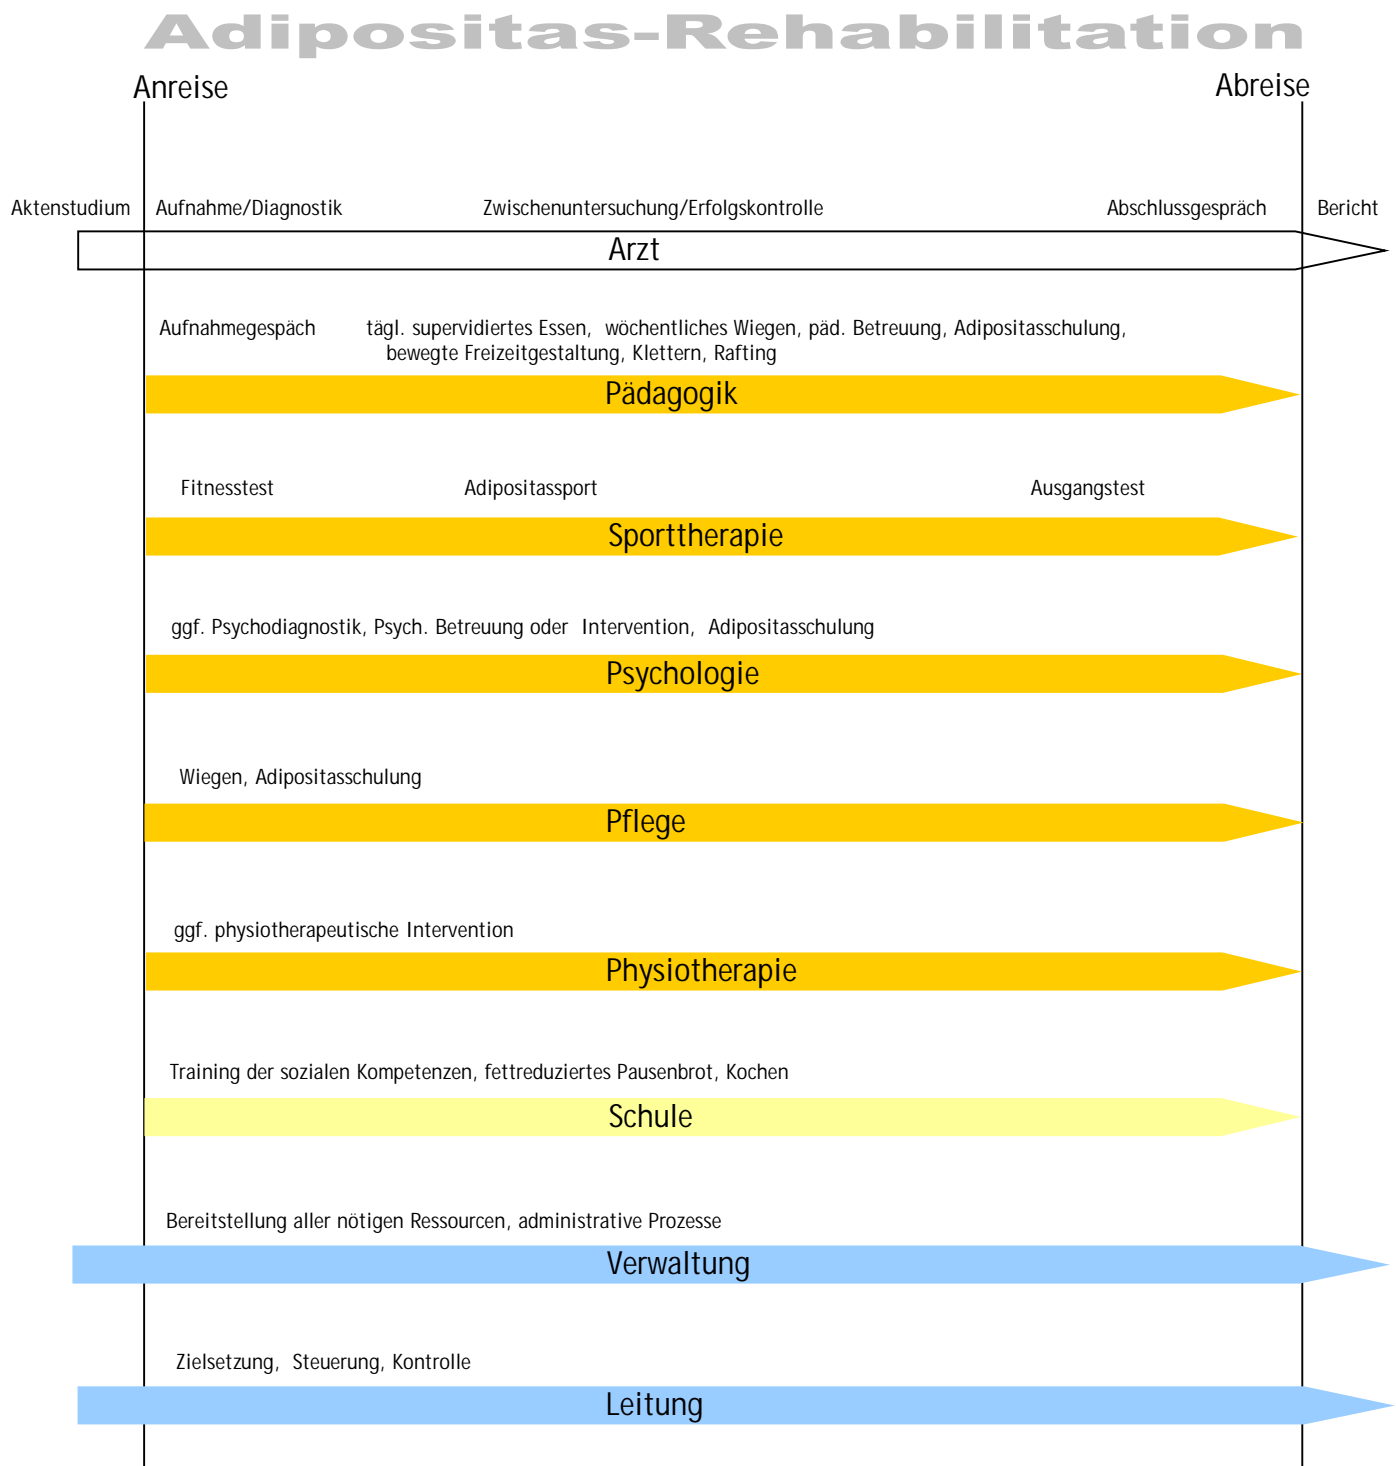 Adipositas-Rehabilitation
Anreise Abreise
Aktenstudium Aufnahme/Diagnostik Zwischenuntersuchung/Erfolgskontrolle Abschlussgespräch Bericht
Arzt
Aufnahmegespäch tägl. supervidiertes Essen, wöchentliches Wiegen, päd. Betreuung, Adipositasschulung,
bewegte Freizeitgestaltung, Klettern, Rafting
Pädagogik
Fitnesstest Adipositassport Ausgangstest
Sporttherapie
ggf. Psychodiagnostik, Psych. Betreuung oder Intervention, Adipositasschulung
Psychologie
Wiegen, Adipositasschulung
Pflege
ggf. physiotherapeutische Intervention
Physiotherapie
Training der sozialen Kompetenzen, fettreduziertes Pausenbrot, Kochen
Schule
Bereitstellung aller nötigen Ressourcen, administrative Prozesse
Verwaltung
Zielsetzung, Steuerung, Kontrolle
Leitung